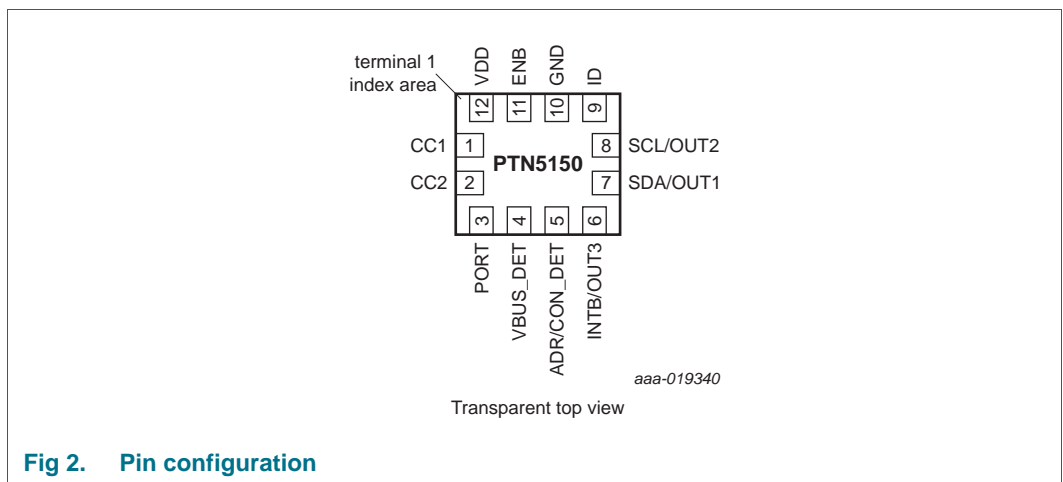 terminal 1
index area
VDD
ENB
GND
ID
12
11
10
9
CC1 1
8 SCL/OUT2
PTN5150
CC2 2
7 SDA/OUT1
3
4
5
6
PORT
VBUS_DET
ADR/CON_DET
INTB/OUT3
aaa-019340
Transparent top view
Fig 2. Pin configuration